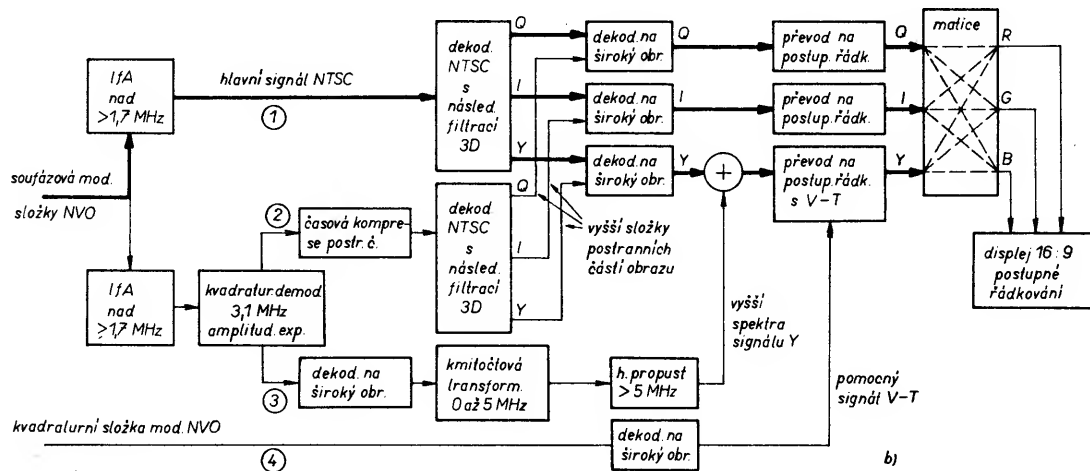 IfA
nad
>1,7 MHz
hlavní signál NTSC
1
soufázová mod.
složky NVO
IfA
nad
≥1,7 MHz
kvadratur. demod.
3,1 MHz
amplitud. exp.
2
časová kompre-
se postr. č.
3
dekod. na
široký obr.
kmitočtová
transform.
0 až 5 MHz
h. propust
> 5 MHz
kvadraturní složka mod. NVO
4
dekod. na
široký obr.
dekod.
NTSC
s
násled.
filtrací
3D
Q
I
Y
dekod.
NTSC
s
násled.
filtrací
3D
Q
I
Y
dekod. na
široký obr.
Q
dekod. na
široký obr.
I
dekod. na
široký obr.
Y
+
vyšší složky
postranních
částí obrazu
vyšší
spektra
signálu Y
převod na
postup. řádk.
Q
převod na
postup. řádk.
I
převod na
postup. řádk.
s V-T
Y
pomocný
signál V-T
matice
R
G
B
displej 16:9
postupné
řádkování
b)